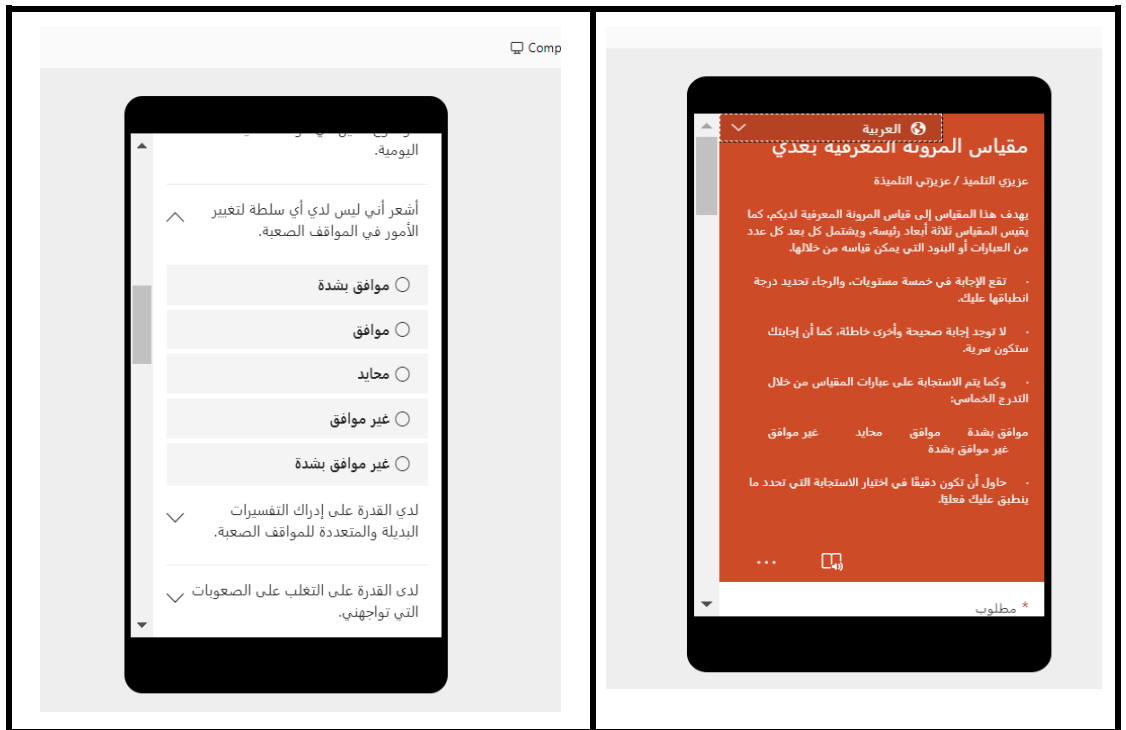 العربية
مقياس المرونة المعرفية بعدي
عزيزي التلميذ / عزيزتي التلميذة
يهدف هذا المقياس إلى قياس المرونة المعرفية لديكم، كما
يقيس المقياس ثلاثة أبعاد رئيسة، ويشتمل كل بعد كل عدد
من العبارات أو البنود التي يمكن قياسه من خلالها.
· تقع الإجابة في خمسة مستويات، والرجاء تحديد درجة
انطباقها عليك.
· لا توجد إجابة صحيحة وأخرى خاطئة، كما أن إجابتك
ستكون سرية.
· وكما يتم الاستجابة على عبارات المقياس من خلال
التدرج الخماسي:
موافق بشدة موافق محايد غير موافق
غير موافق بشدة
· حاول أن تكون دقيقًا في اختيار الاستجابة التي تحدد ما
ينطبق عليك فعليًا.
* مطلوب
Comp
اليومية.
أشعر أني ليس لدي أي سلطة لتغيير
الأمور في المواقف الصعبة.
موافق بشدة
موافق
محايد
غير موافق
غير موافق بشدة
لدي القدرة على إدراك التفسيرات
البديلة والمتعددة للمواقف الصعبة.
لدى القدرة على التغلب على الصعوبات
التي تواجهني.